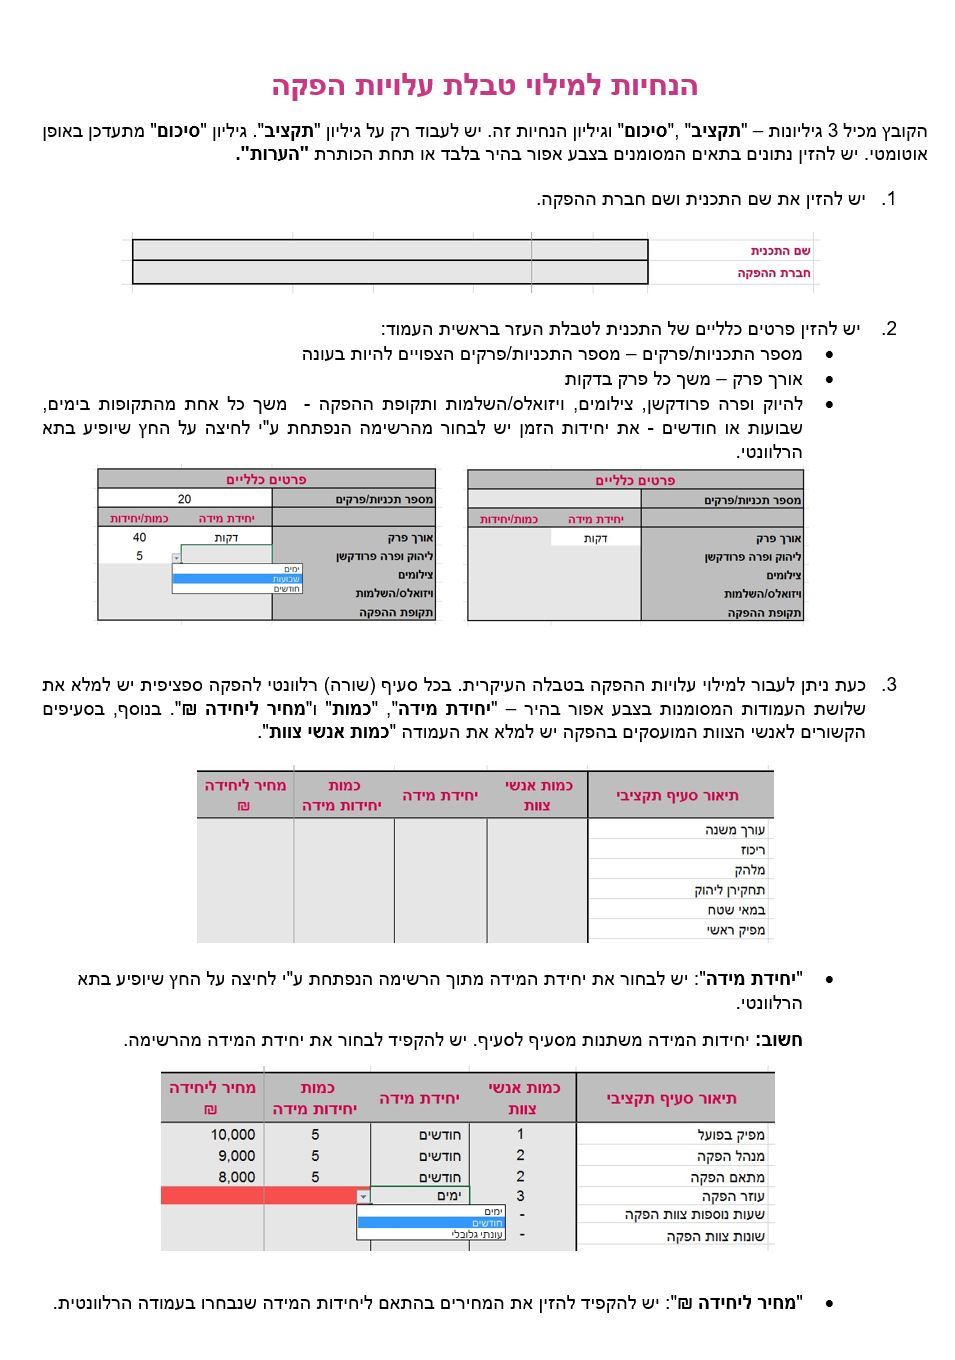 הנחיות למילוי טבלת עלויות הפקה
הקובץ מכיל 3 גיליונות – "תקציב" ,"סיכום" וגיליון הנחיות זה. יש לעבוד רק על גיליון "תקציב". גיליון "סיכום" מתעדכן באופן
אוטומטי. יש להזין נתונים בתאים המסומנים בצבע אפור בהיר בלבד או תחת הכותרת "הערות".
1. יש להזין את שם התכנית ושם חברת ההפקה.
שם התכנית
חברת ההפקה
2. יש להזין פרטים כלליים של התכנית לטבלת העזר בראשית העמוד:
• מספר התכניות/פרקים – מספר התכניות/פרקים הצפויים להיות בעונה
• אורך פרק – משך כל פרק בדקות
• להיוק ופרה פרודקשן, צילומים, ויזואלס/השלמות ותקופת ההפקה - משך כל אחת מהתקופות בימים,
שבועות או חודשים - את יחידות הזמן יש לבחור מהרשימה הנפתחת ע"י לחיצה על החץ שיופיע בתא
הרלוונטי.
פרטים כלליים
מספר תכניות/פרקים
יחידת מידה כמות/יחידות
אורך פרק דקות
ליהוק ופרה פרודקשן
צילומים
ויזואלס/השלמות
תקופת ההפקה
פרטים כלליים
מספר תכניות/פרקים 20
יחידת מידה כמות/יחידות
אורך פרק דקות 40
ליהוק ופרה פרודקשן 5
ימים
צילומים שבועות
ויזואלס/השלמות חודשים
תקופת ההפקה
3. כעת ניתן לעבור למילוי עלויות ההפקה בטבלה העיקרית. בכל סעיף (שורה) רלוונטי להפקה ספציפית יש למלא את
שלושת העמודות המסומנות בצבע אפור בהיר – "יחידת מידה", "כמות" ו"מחיר ליחידה ₪". בנוסף, בסעיפים
הקשורים לאנשי הצוות המועסקים בהפקה יש למלא את העמודה "כמות אנשי צוות".
תיאור סעיף תקציבי כמות אנשי צוות יחידת מידה כמות יחידות מידה מחיר ליחידה ₪
עורך משנה
ריכוז
מלהק
תחקירן ליהוק
במאי שטח
מפיק ראשי
• "יחידת מידה": יש לבחור את יחידת המידה מתוך הרשימה הנפתחת ע"י לחיצה על החץ שיופיע בתא
הרלוונטי.
חשוב: יחידות המידה משתנות מסעיף לסעיף. יש להקפיד לבחור את יחידת המידה מהרשימה.
תיאור סעיף תקציבי כמות אנשי צוות יחידת מידה כמות יחידות מידה מחיר ליחידה ₪
מפיק בפועל 1 חודשים 5 10,000
מנהל הפקה 2 חודשים 5 9,000
מתאם הפקה 2 חודשים 5 8,000
עוזר הפקה 3 ימים
שעות נוספות צוות הפקה - ימים
חודשים
שונות צוות הפקה - עונתי גלובלי
• "מחיר ליחידה ₪": יש להקפיד להזין את המחירים בהתאם ליחידות המידה שנבחרו בעמודה הרלוונטית.